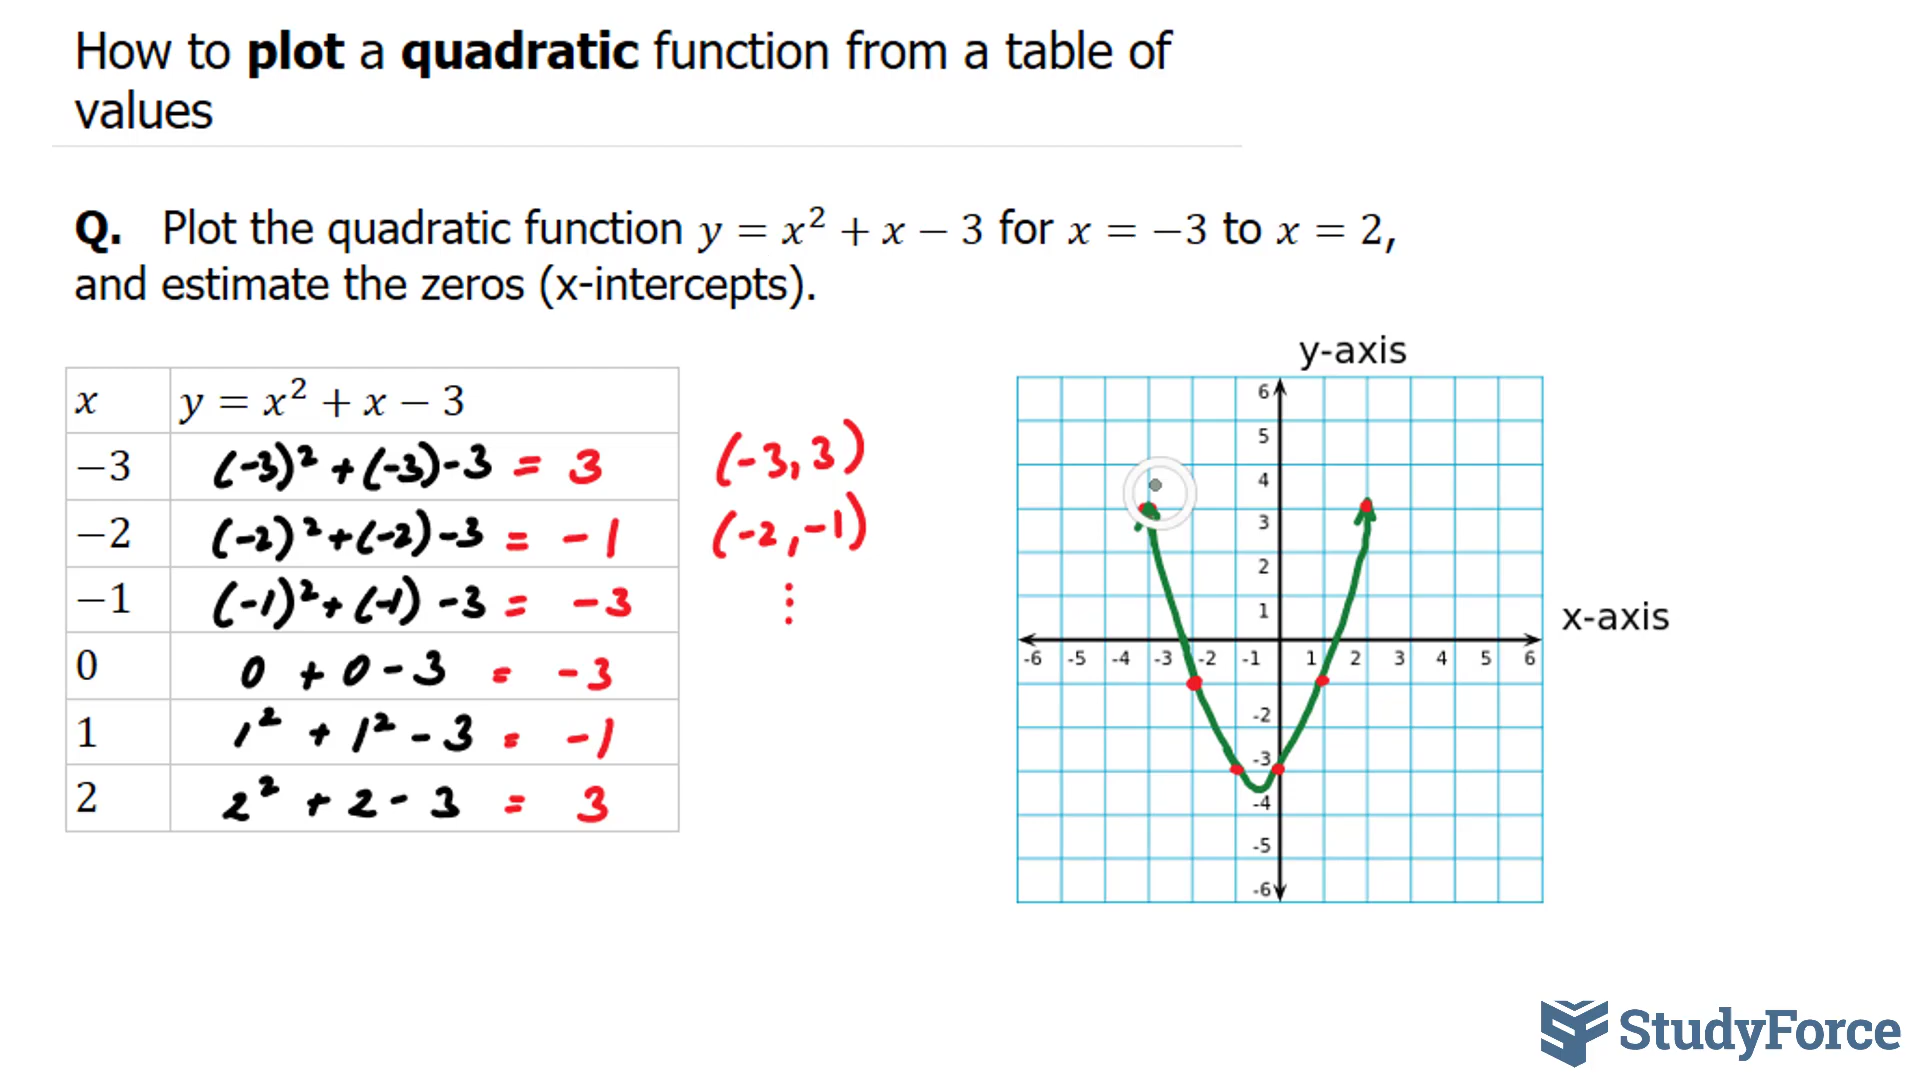 How to plot a quadratic function from a table of
values
Q. Plot the quadratic function y = x² + x − 3 for x = −3 to x = 2,
and estimate the zeros (x-intercepts).
x y = x² + x − 3
−3 (-3)² + (-3) - 3 = 3 (-3, 3)
−2 (-2)² + (-2) - 3 = -1 (-2, -1)
−1 (-1)² + (-1) - 3 = -3 ⋮
0 0 + 0 - 3 = -3
1 1² + 1² - 3 = -1
2 2² + 2 - 3 = 3
y-axis
6
5
4
3
2
1
x-axis
-6 -5 -4 -3 -2 -1 1 2 3 4 5 6
-2
-3
-4
-5
-6
StudyForce